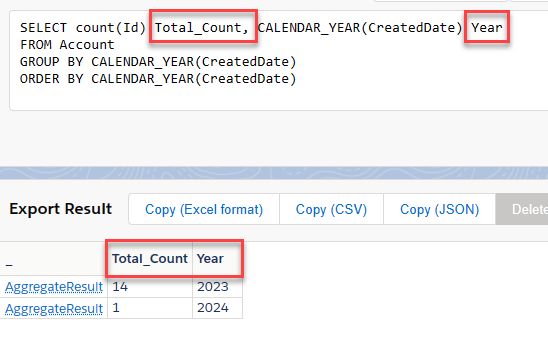 SELECT count(Id) Total_Count, CALENDAR_YEAR(CreatedDate) Year
FROM Account
GROUP BY CALENDAR_YEAR(CreatedDate)
ORDER BY CALENDAR_YEAR(CreatedDate)
Export Result Copy (Excel format) Copy (CSV) Copy (JSON) Delete
_ Total_Count Year
AggregateResult 14 2023
AggregateResult 1 2024